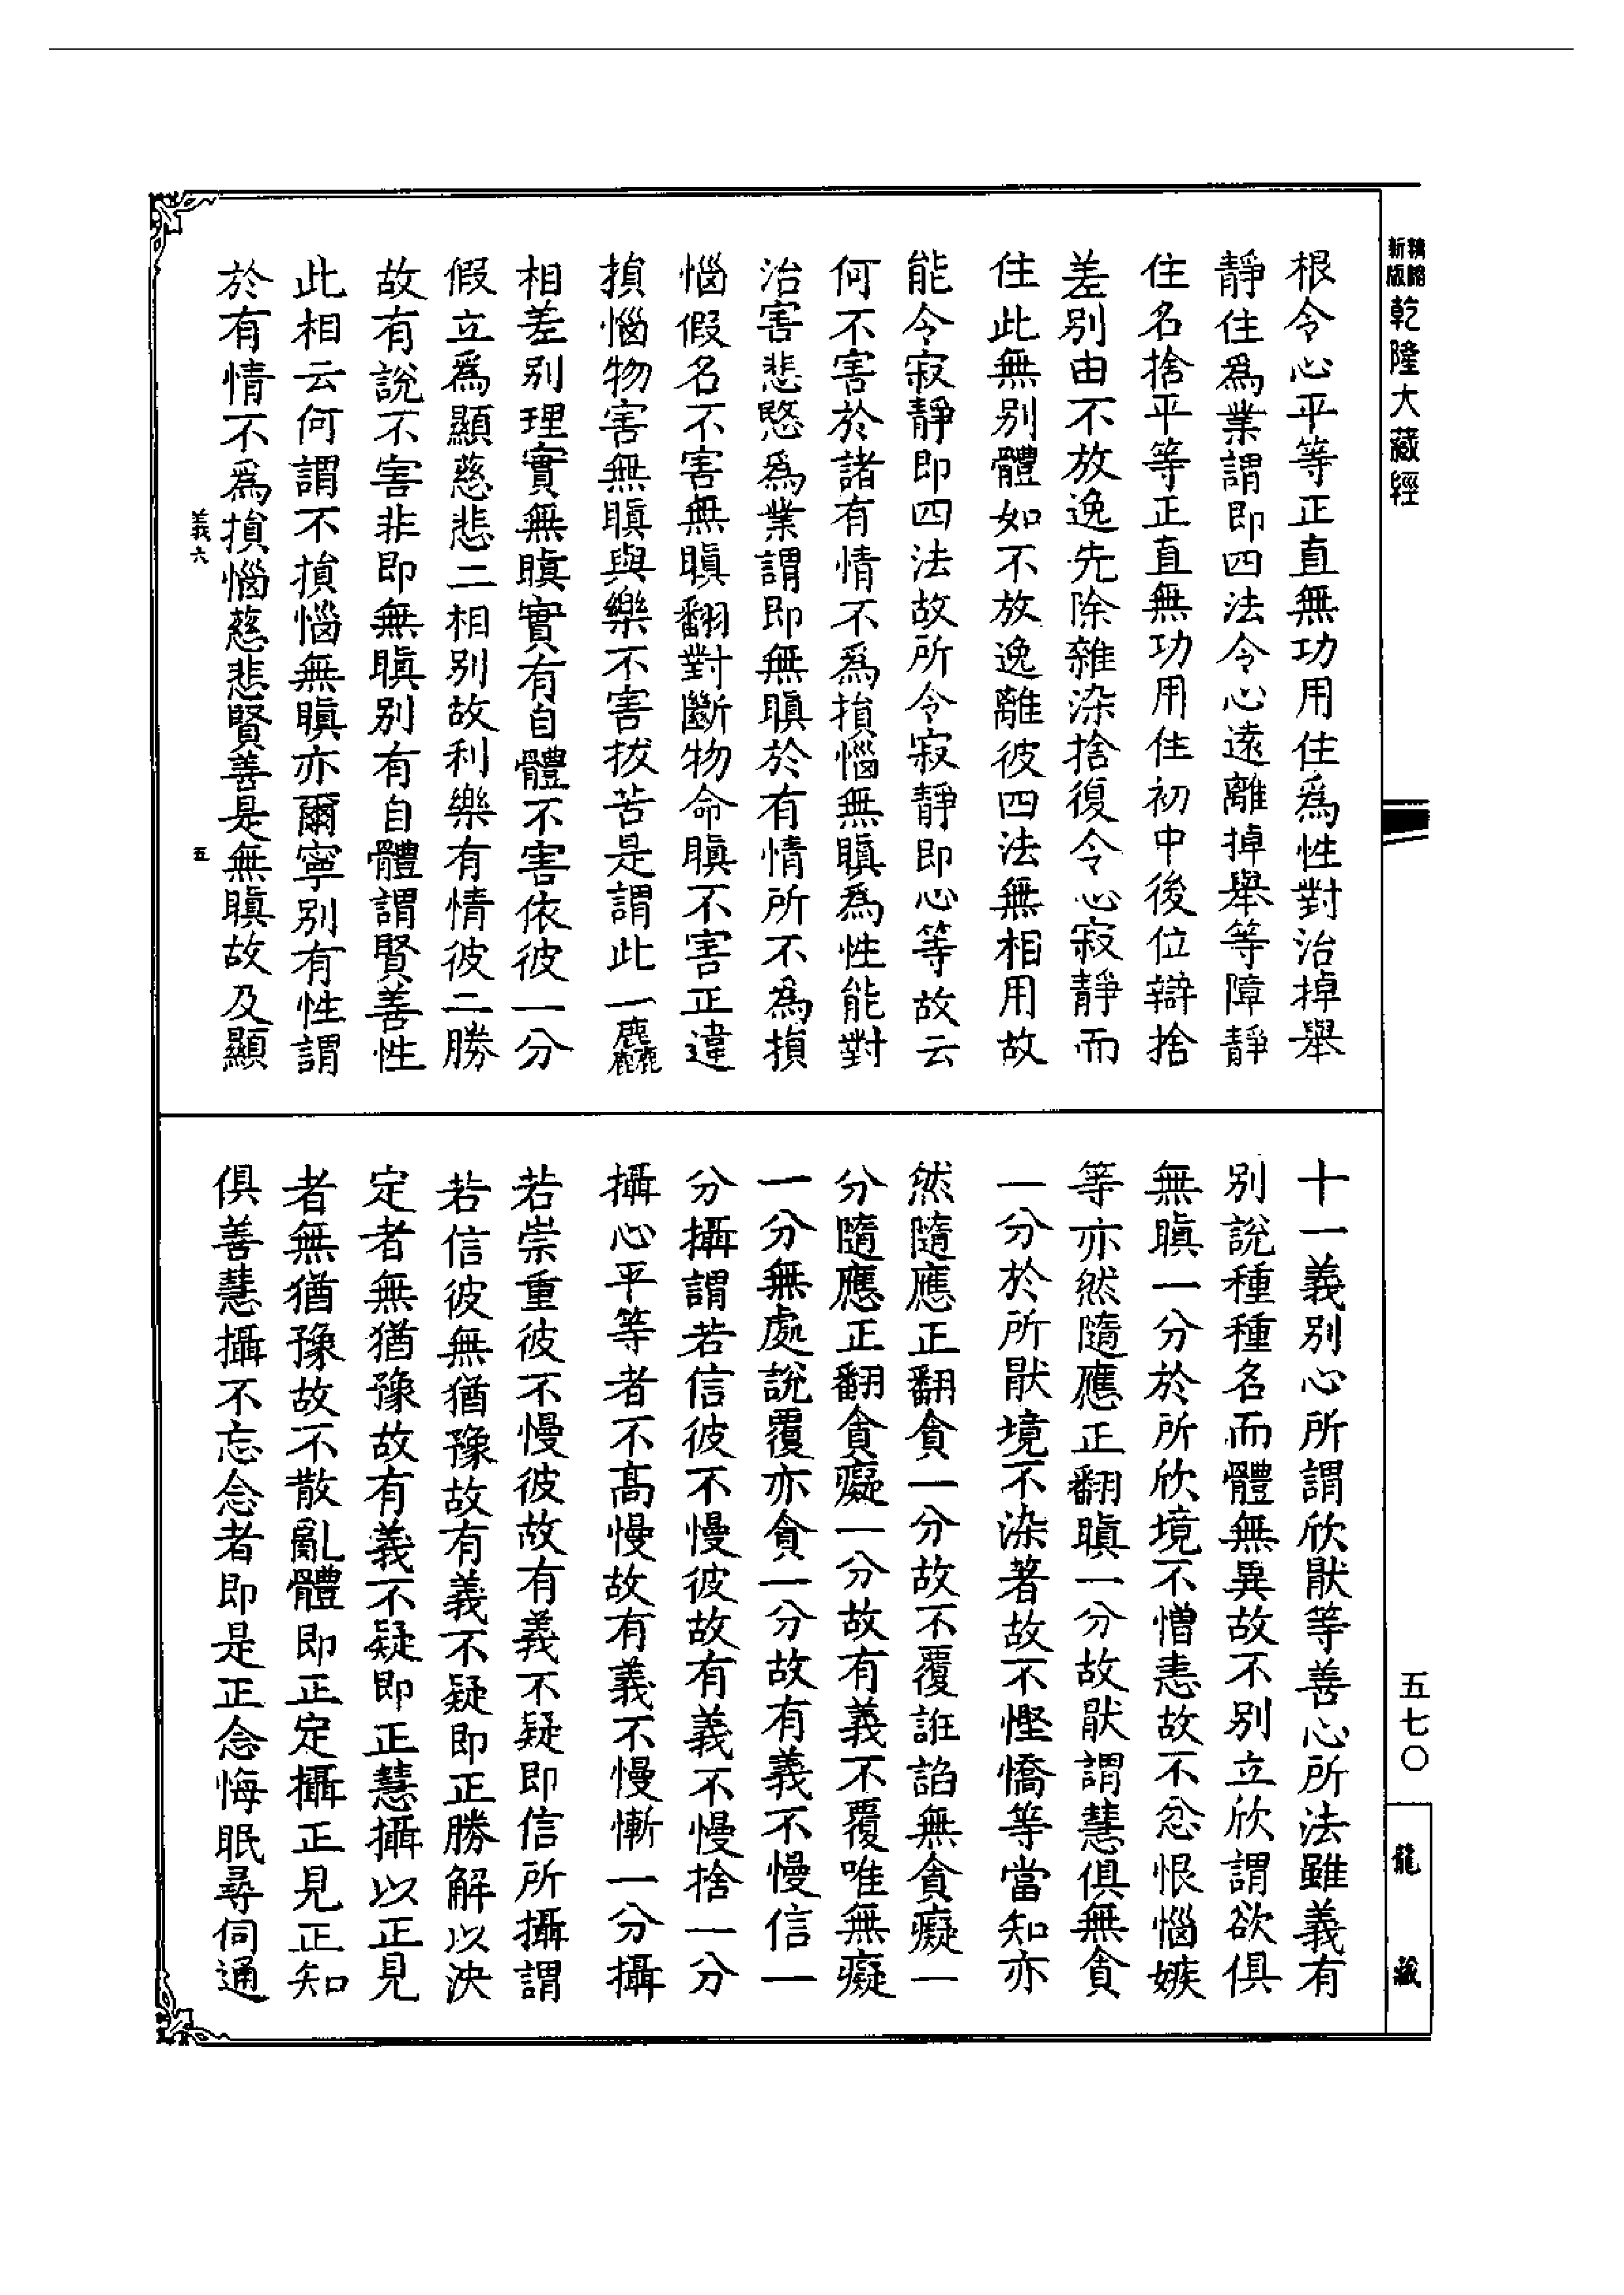 精縮
新版
乾隆大藏經
根令心平等正直無功用住爲性對治掉舉
靜住爲業謂即四法令心遠離掉舉等障靜
住名捨平等正直無功用住初中後位辯捨
差别由不放逸先除雜染捨復令心寂靜而
住此無别體如不放逸離彼四法無相用故
能令寂靜即四法故所令寂靜即心等故云
何不害於諸有情不爲損惱無瞋爲性能對
治害悲愍爲業謂即無瞋於有情所不爲損
惱假名不害無瞋翻對斷物命瞋不害正違
損惱物害無瞋與樂不害拔苦是謂此一麤
相差别理實無瞋實有自體不害依彼一分
假立爲顯慈悲二相别故利樂有情彼二勝
故有說不害非即無瞋别有自體謂賢善性
此相云何謂不損惱無瞋亦爾寧别有性謂
於有情不爲損惱慈悲賢善是無瞋故及顯
義六
五
十一義别心所謂欣猒等善心所法雖義有
别說種種名而體無異故不别立欣謂欲俱
無瞋一分於所欣境不憎恚故不忿恨惱嫉
等亦然隨應正翻瞋一分故猒謂慧俱無貪
一分於所猒境不染著故不慳憍等當知亦
然隨應正翻貪一分故不覆誑諂無貪癡一
分隨應正翻貪癡一分故有義不覆唯無癡
一分無處說覆亦貪一分故有義不慢信一
分攝謂若信彼不慢彼故有義不慢捨一分
攝心平等者不高慢故有義不慢慚一分攝
若崇重彼不慢彼故有義不疑即信所攝謂
若信彼無猶豫故有義不疑即正勝解以決
定者無猶豫故有義不疑即正慧攝以正見
者無猶豫故不散亂體即正定攝正見正知
俱善慧攝不忘念者即是正念悔眠尋伺通
五七〇
龍藏